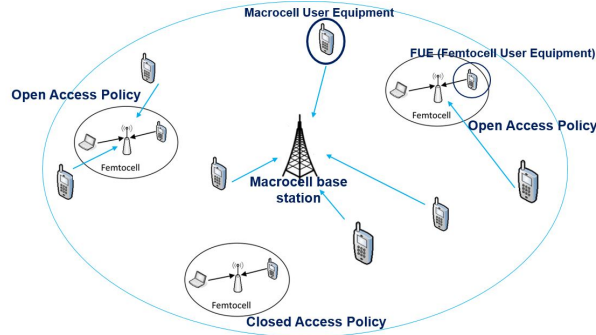 Macrocell User Equipment
FUE (Femtocell User Equipment)
Open Access Policy
Femtocell
Open Access Policy
Femtocell
Macrocell base
station
Femtocell
Closed Access Policy